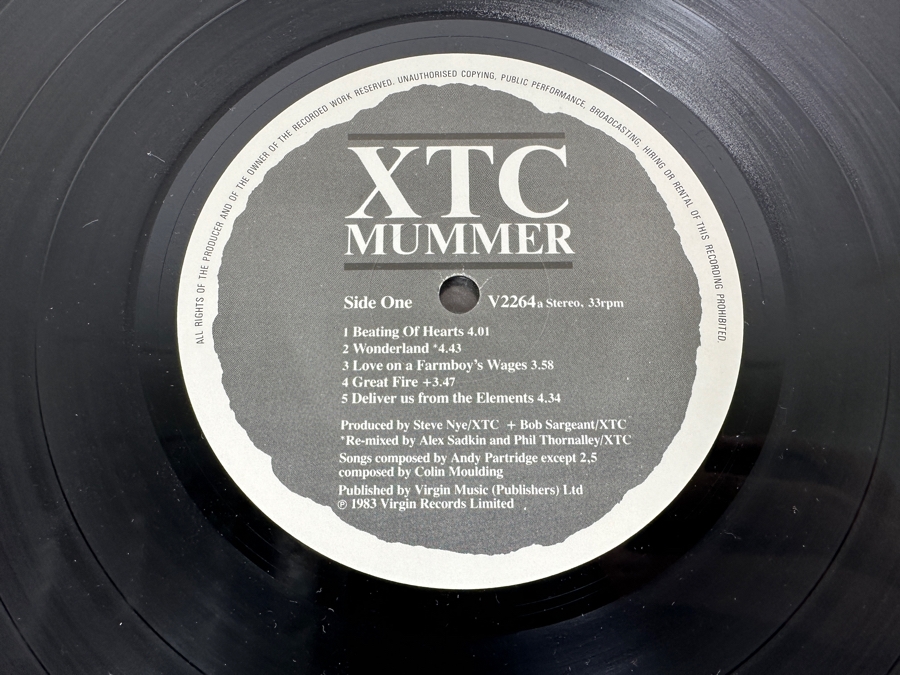 ALL RIGHTS OF THE PRODUCER AND OF THE OWNER OF THE RECORDED WORK RESERVED. UNAUTHORISED COPYING, PUBLIC PERFORMANCE, BROADCASTING, HIRING OR RENTAL OF THIS RECORDING PROHIBITED.
XTC
MUMMER
Side One V2264a Stereo, 33rpm
1 Beating Of Hearts 4.01
2 Wonderland *4.43
3 Love on a Farmboy's Wages 3.58
4 Great Fire +3.47
5 Deliver us from the Elements 4.34
Produced by Steve Nye/XTC + Bob Sargeant/XTC
*Re-mixed by Alex Sadkin and Phil Thornalley/XTC
Songs composed by Andy Partridge except 2,5
composed by Colin Moulding
Published by Virgin Music (Publishers) Ltd
℗ 1983 Virgin Records Limited